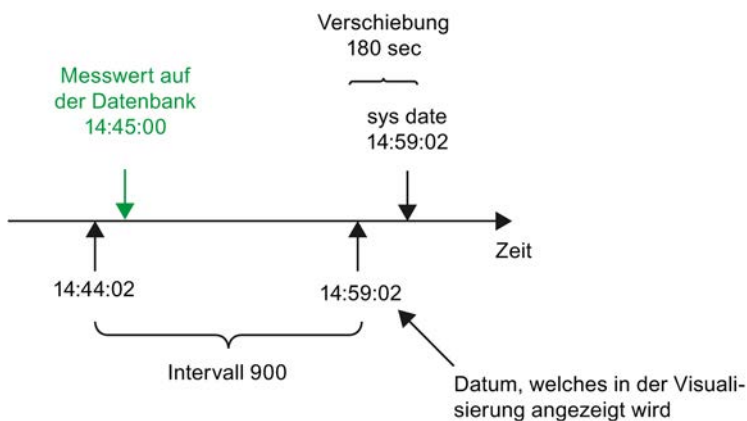 Verschiebung
180 sec
Messwert auf
der Datenbank
14:45:00
sys date
14:59:02
Zeit
14:44:02
14:59:02
Intervall 900
Datum, welches in der Visuali-
sierung angezeigt wird